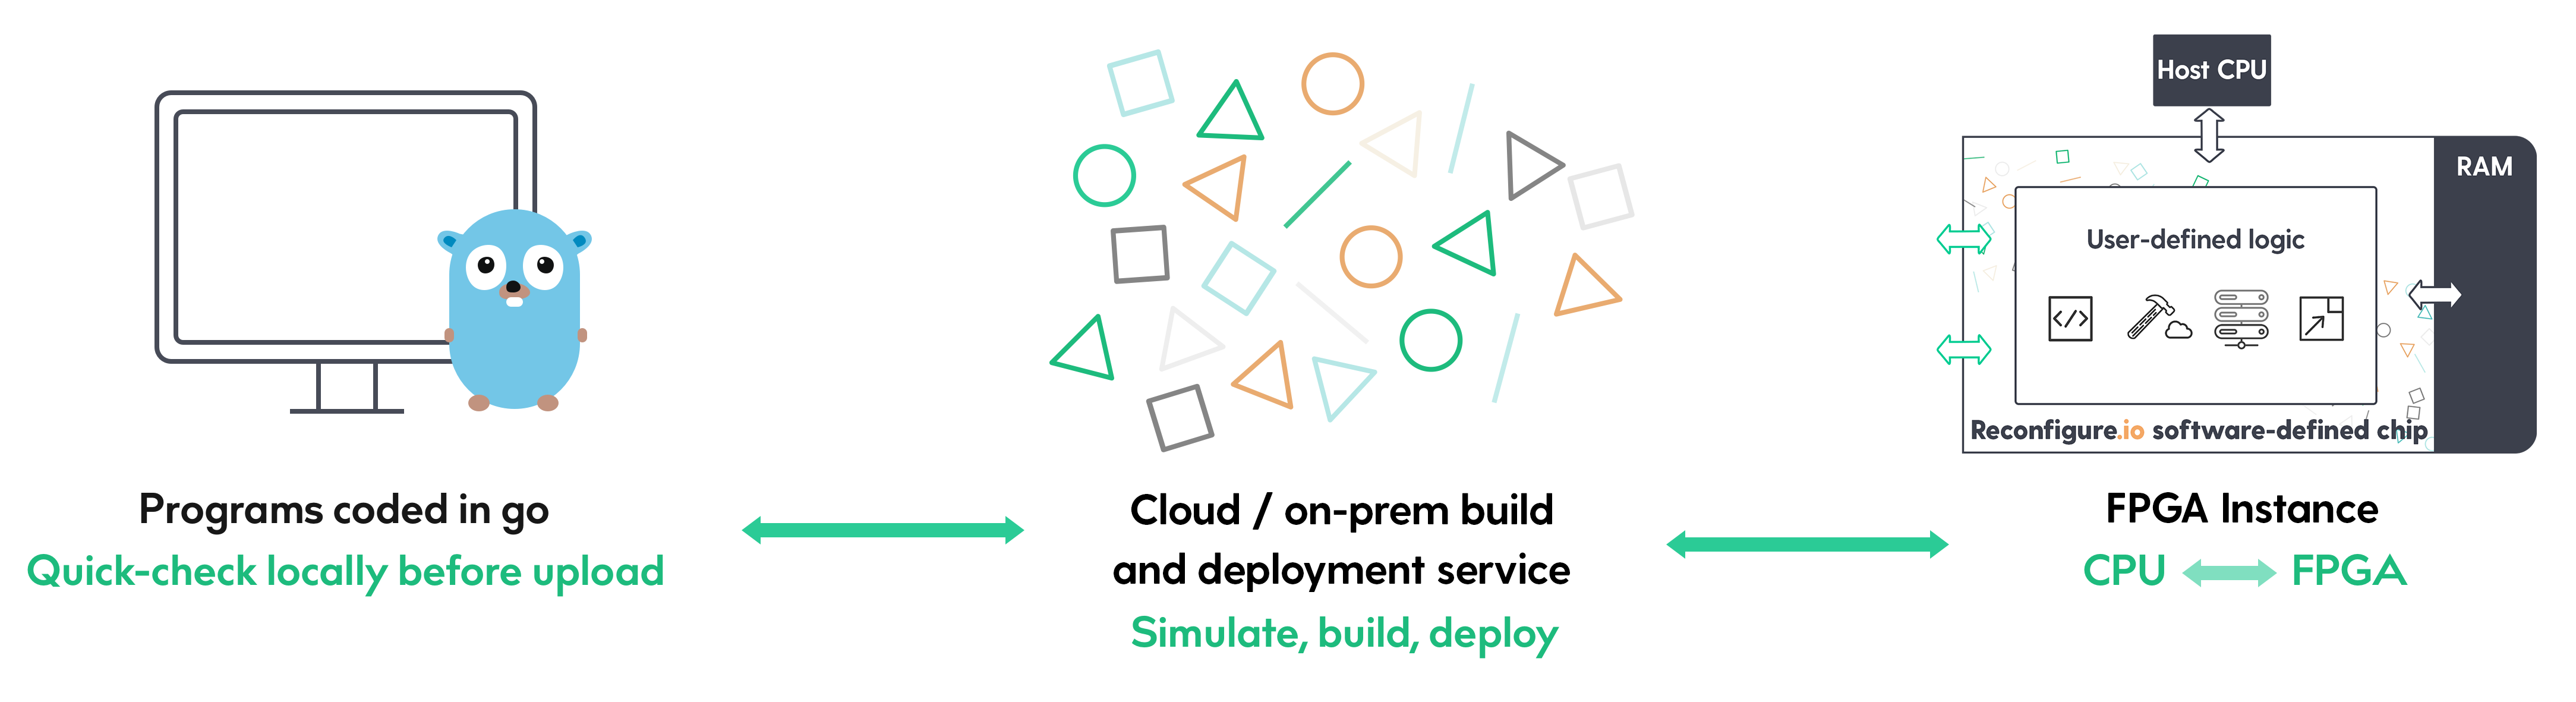 Programs coded in go
Quick-check locally before upload
Cloud / on-prem build
and deployment service
Simulate, build, deploy
Host CPU
RAM
User-defined logic
</>
Reconfigure.io software-defined chip
FPGA Instance
CPU FPGA